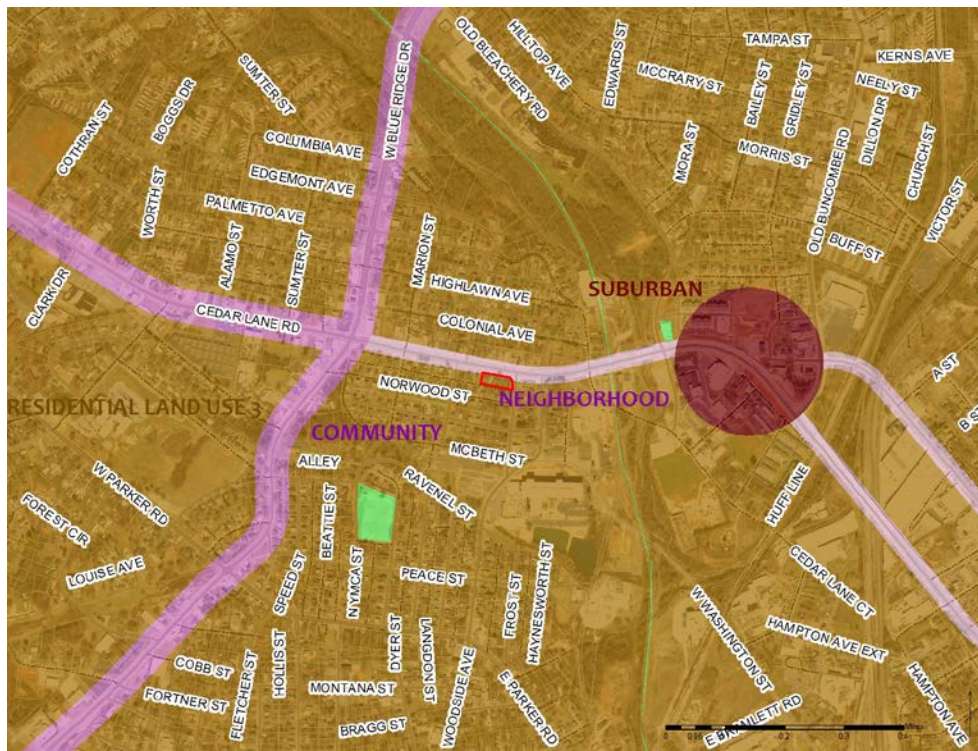 SUMTER ST
W BLUE RIDGE DR
OLD BLEACHERY RD
HILLTOP AVE
EDWARDS ST
TAMPA ST
KERNS AVE
MCCRARY ST
BAILEY ST
GRIDLEY ST
NEELY ST
COTHRAN ST
BOGGS DR
COLUMBIA AVE
MORA ST
MORRIS ST
OLD BUNCOMBE RD
DILLON DR
CHURCH ST
EDGEMONT AVE
WORTH ST
PALMETTO AVE
VICTOR ST
ALAMO ST
SUMTER ST
MARION ST
BUFF ST
CLARK DR
HIGHLAWN AVE
SUBURBAN
CEDAR LANE RD
COLONIAL AVE
A ST
NORWOOD ST
NEIGHBORHOOD
RESIDENTIAL LAND USE 3
COMMUNITY
B S
MCBETH ST
ALLEY
W PARKER RD
RAVENEL ST
HUFF LINE
FOREST CIR
BEATTIE ST
LOUISE AVE
SPEED ST
N YMCA ST
PEACE ST
FROST ST
HAYNESWORTH ST
CEDAR LANE CT
W WASHINGTON ST
HAMPTON AVE EXT
COBB ST
HOLLIS ST
DYER ST
LANGDON ST
WOODSIDE AVE
E PARKER RD
HAMPTON AVE
FORTNER ST
FLETCHER ST
MONTANA ST
BRAGG ST
E BRAMLETT RD